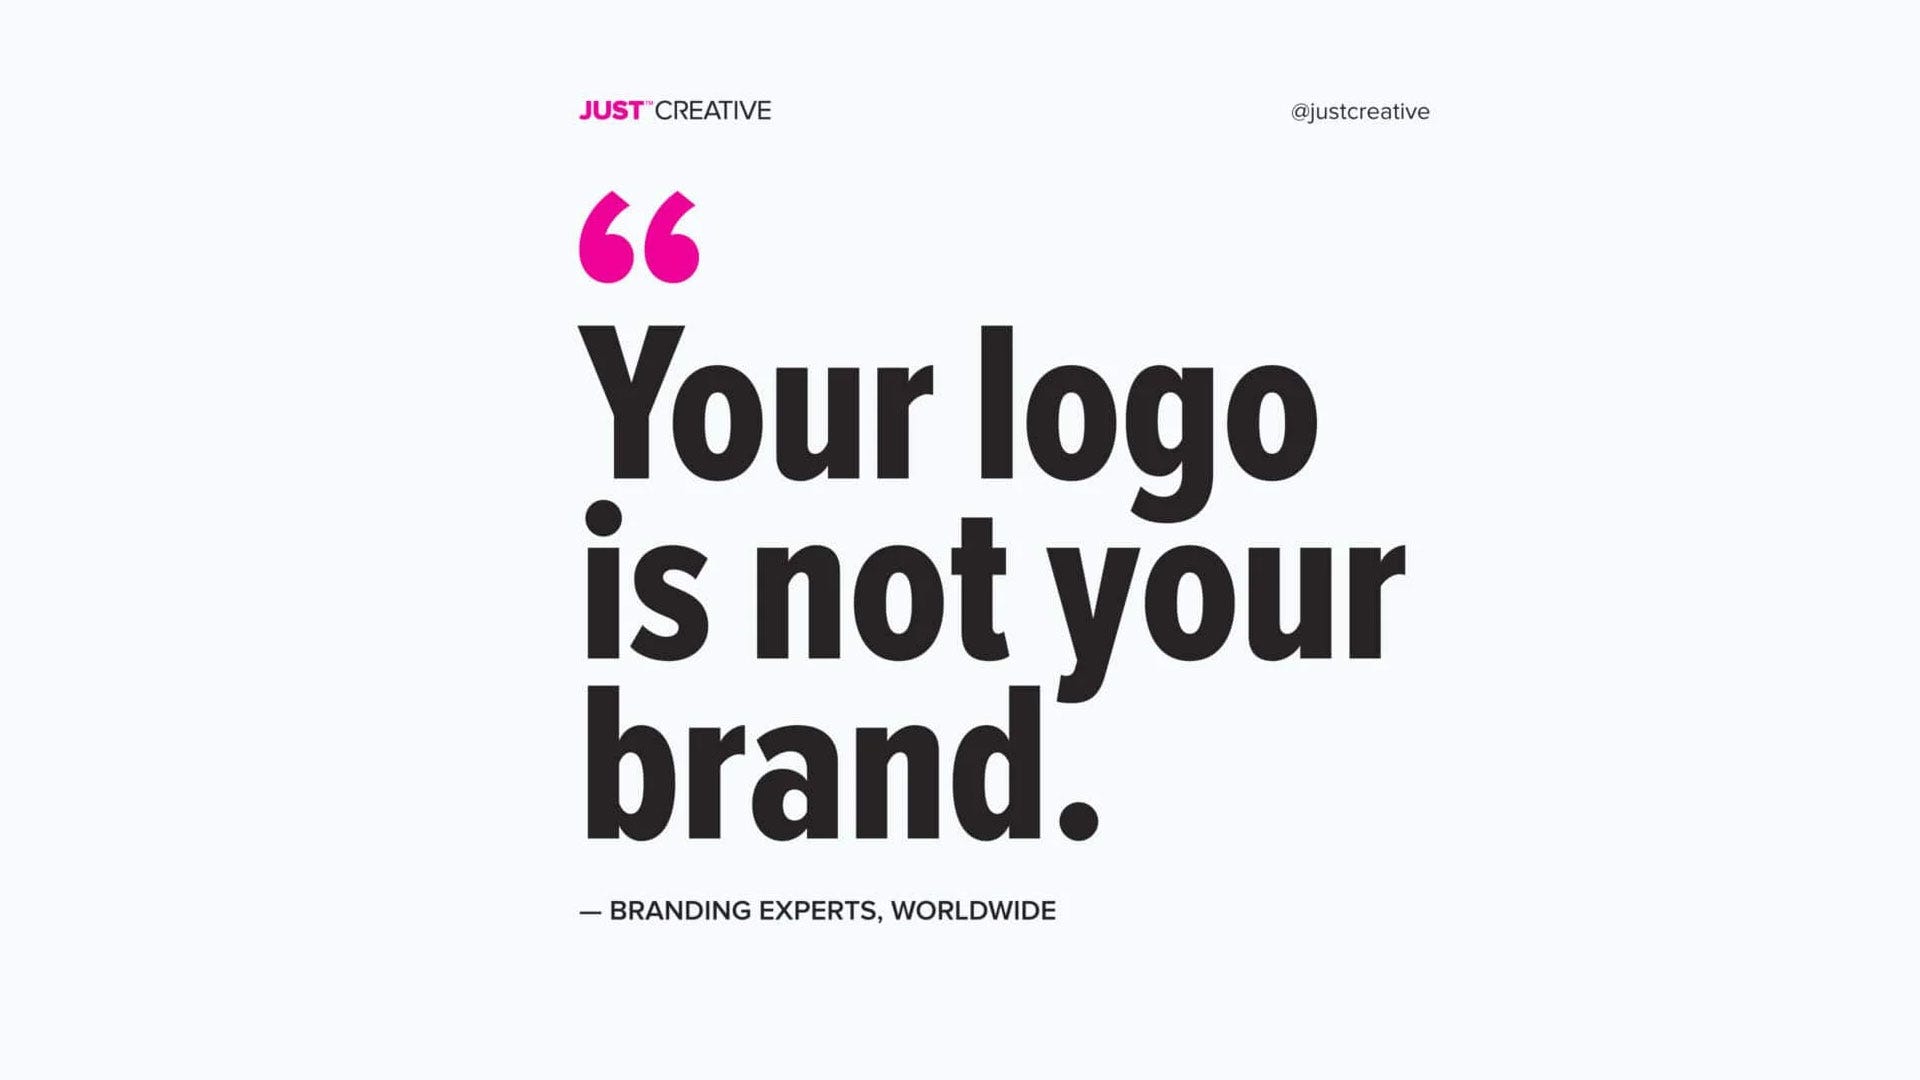 JUST™CREATIVE
@justcreative
“
Your logo
is not your
brand.
— BRANDING EXPERTS, WORLDWIDE